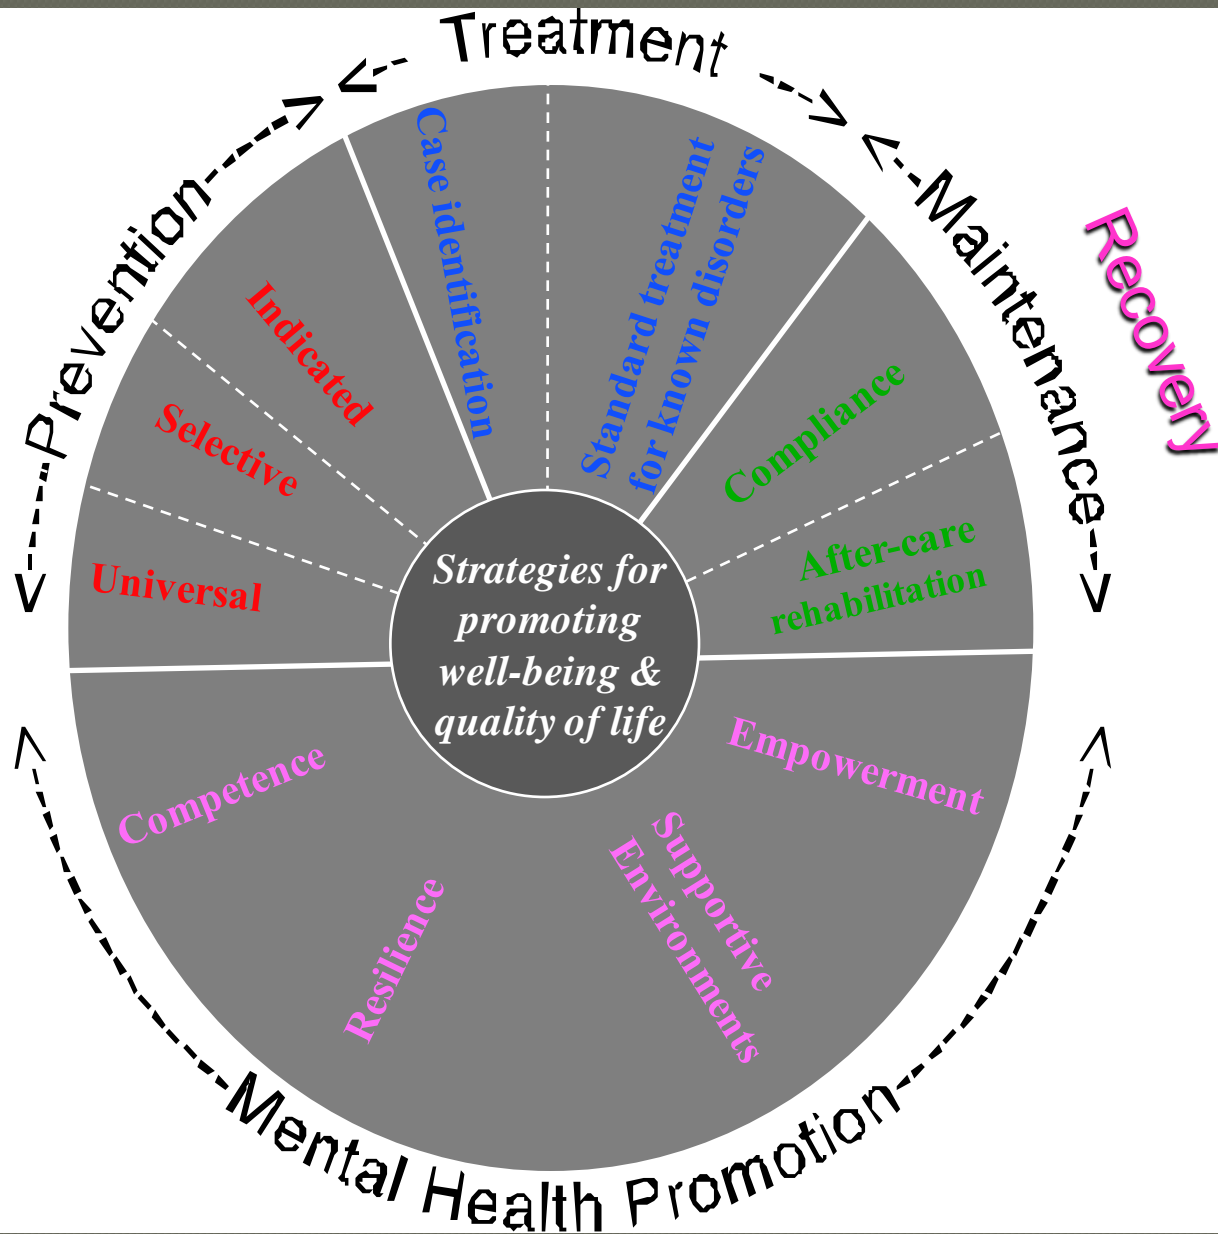 Treatment
Prevention
Maintenance
Recovery
Case identification
Standard treatment
for known disorders
Indicated
Selective
Universal
Compliance
After-care
rehabilitation
Strategies for
promoting
well-being &
quality of life
Competence
Resilience
Supportive
Environments
Empowerment
Mental Health Promotion